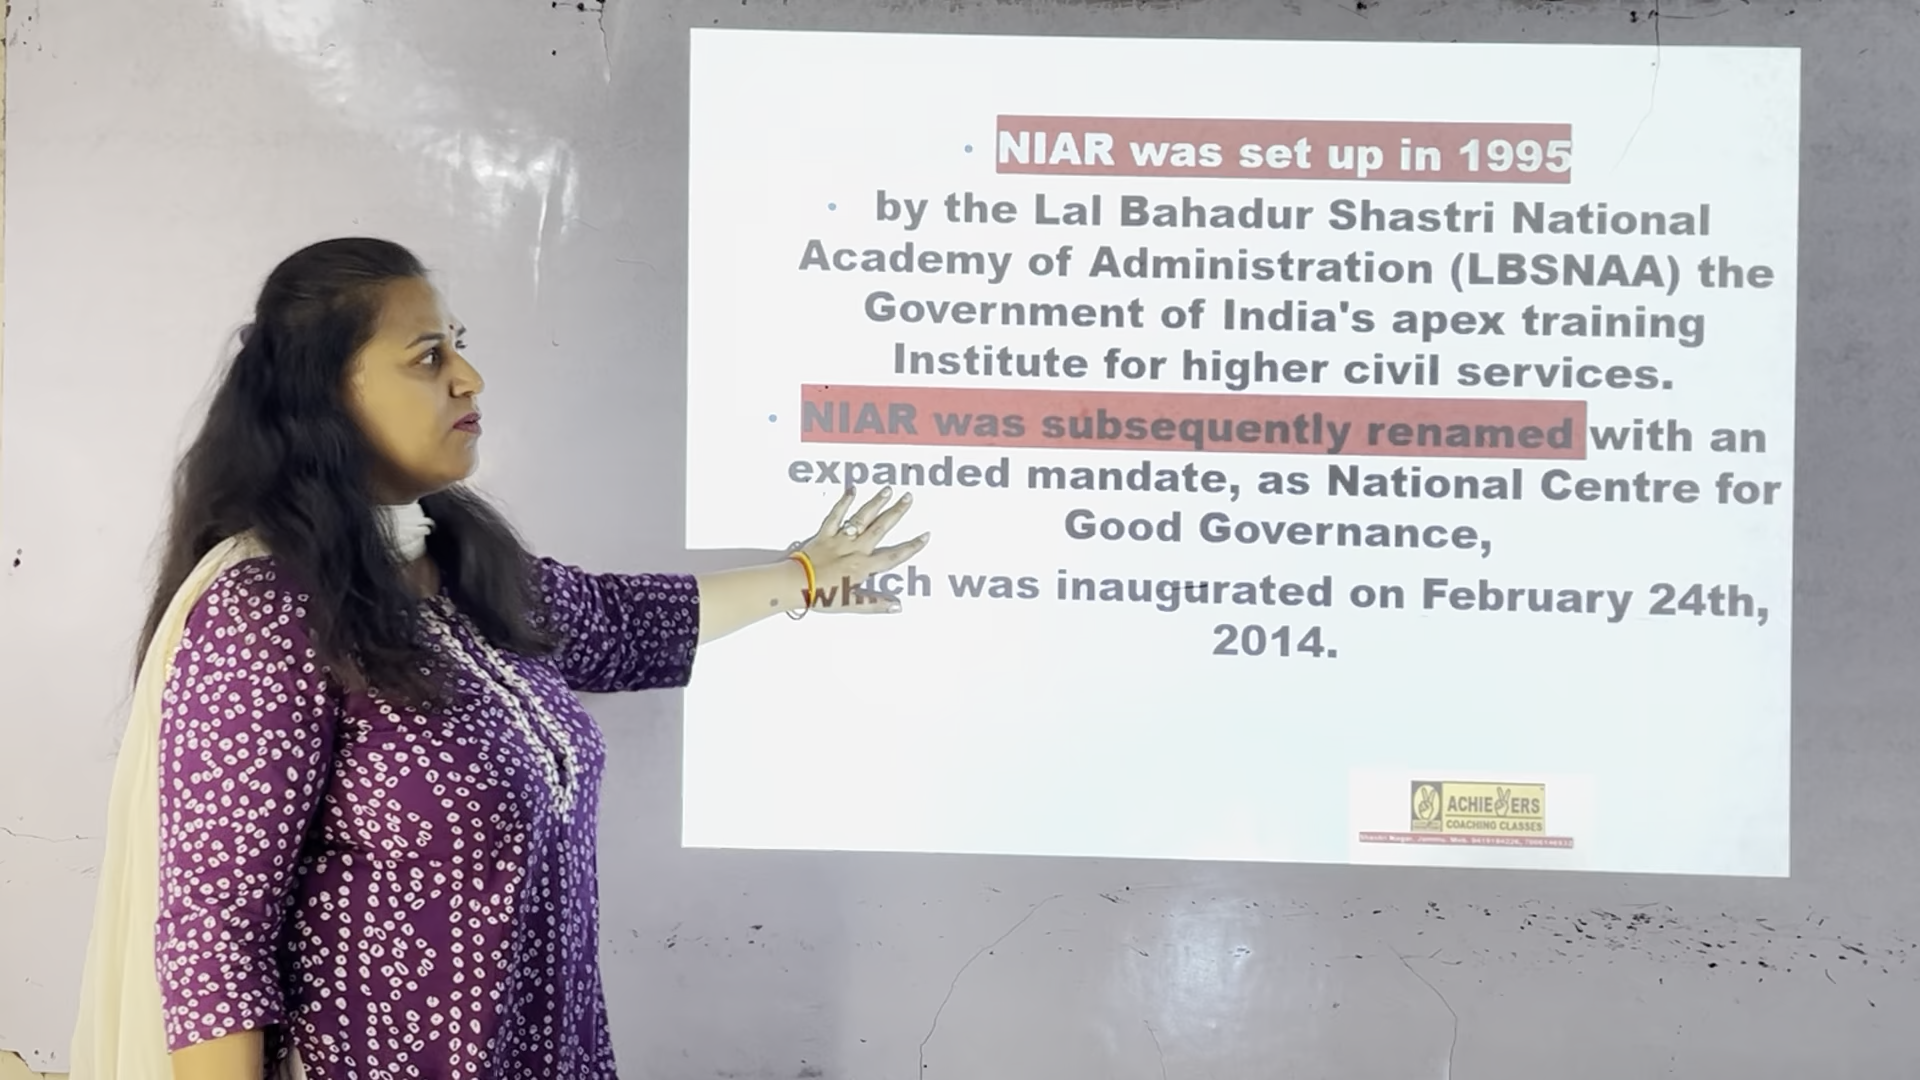 NIAR was set up in 1995
by the Lal Bahadur Shastri National
Academy of Administration (LBSNAA) the
Government of India's apex training
Institute for higher civil services.
NIAR was subsequently renamed with an
expanded mandate, as National Centre for
Good Governance,
which was inaugurated on February 24th,
2014.
ACHIEVERS
COACHING CLASSES